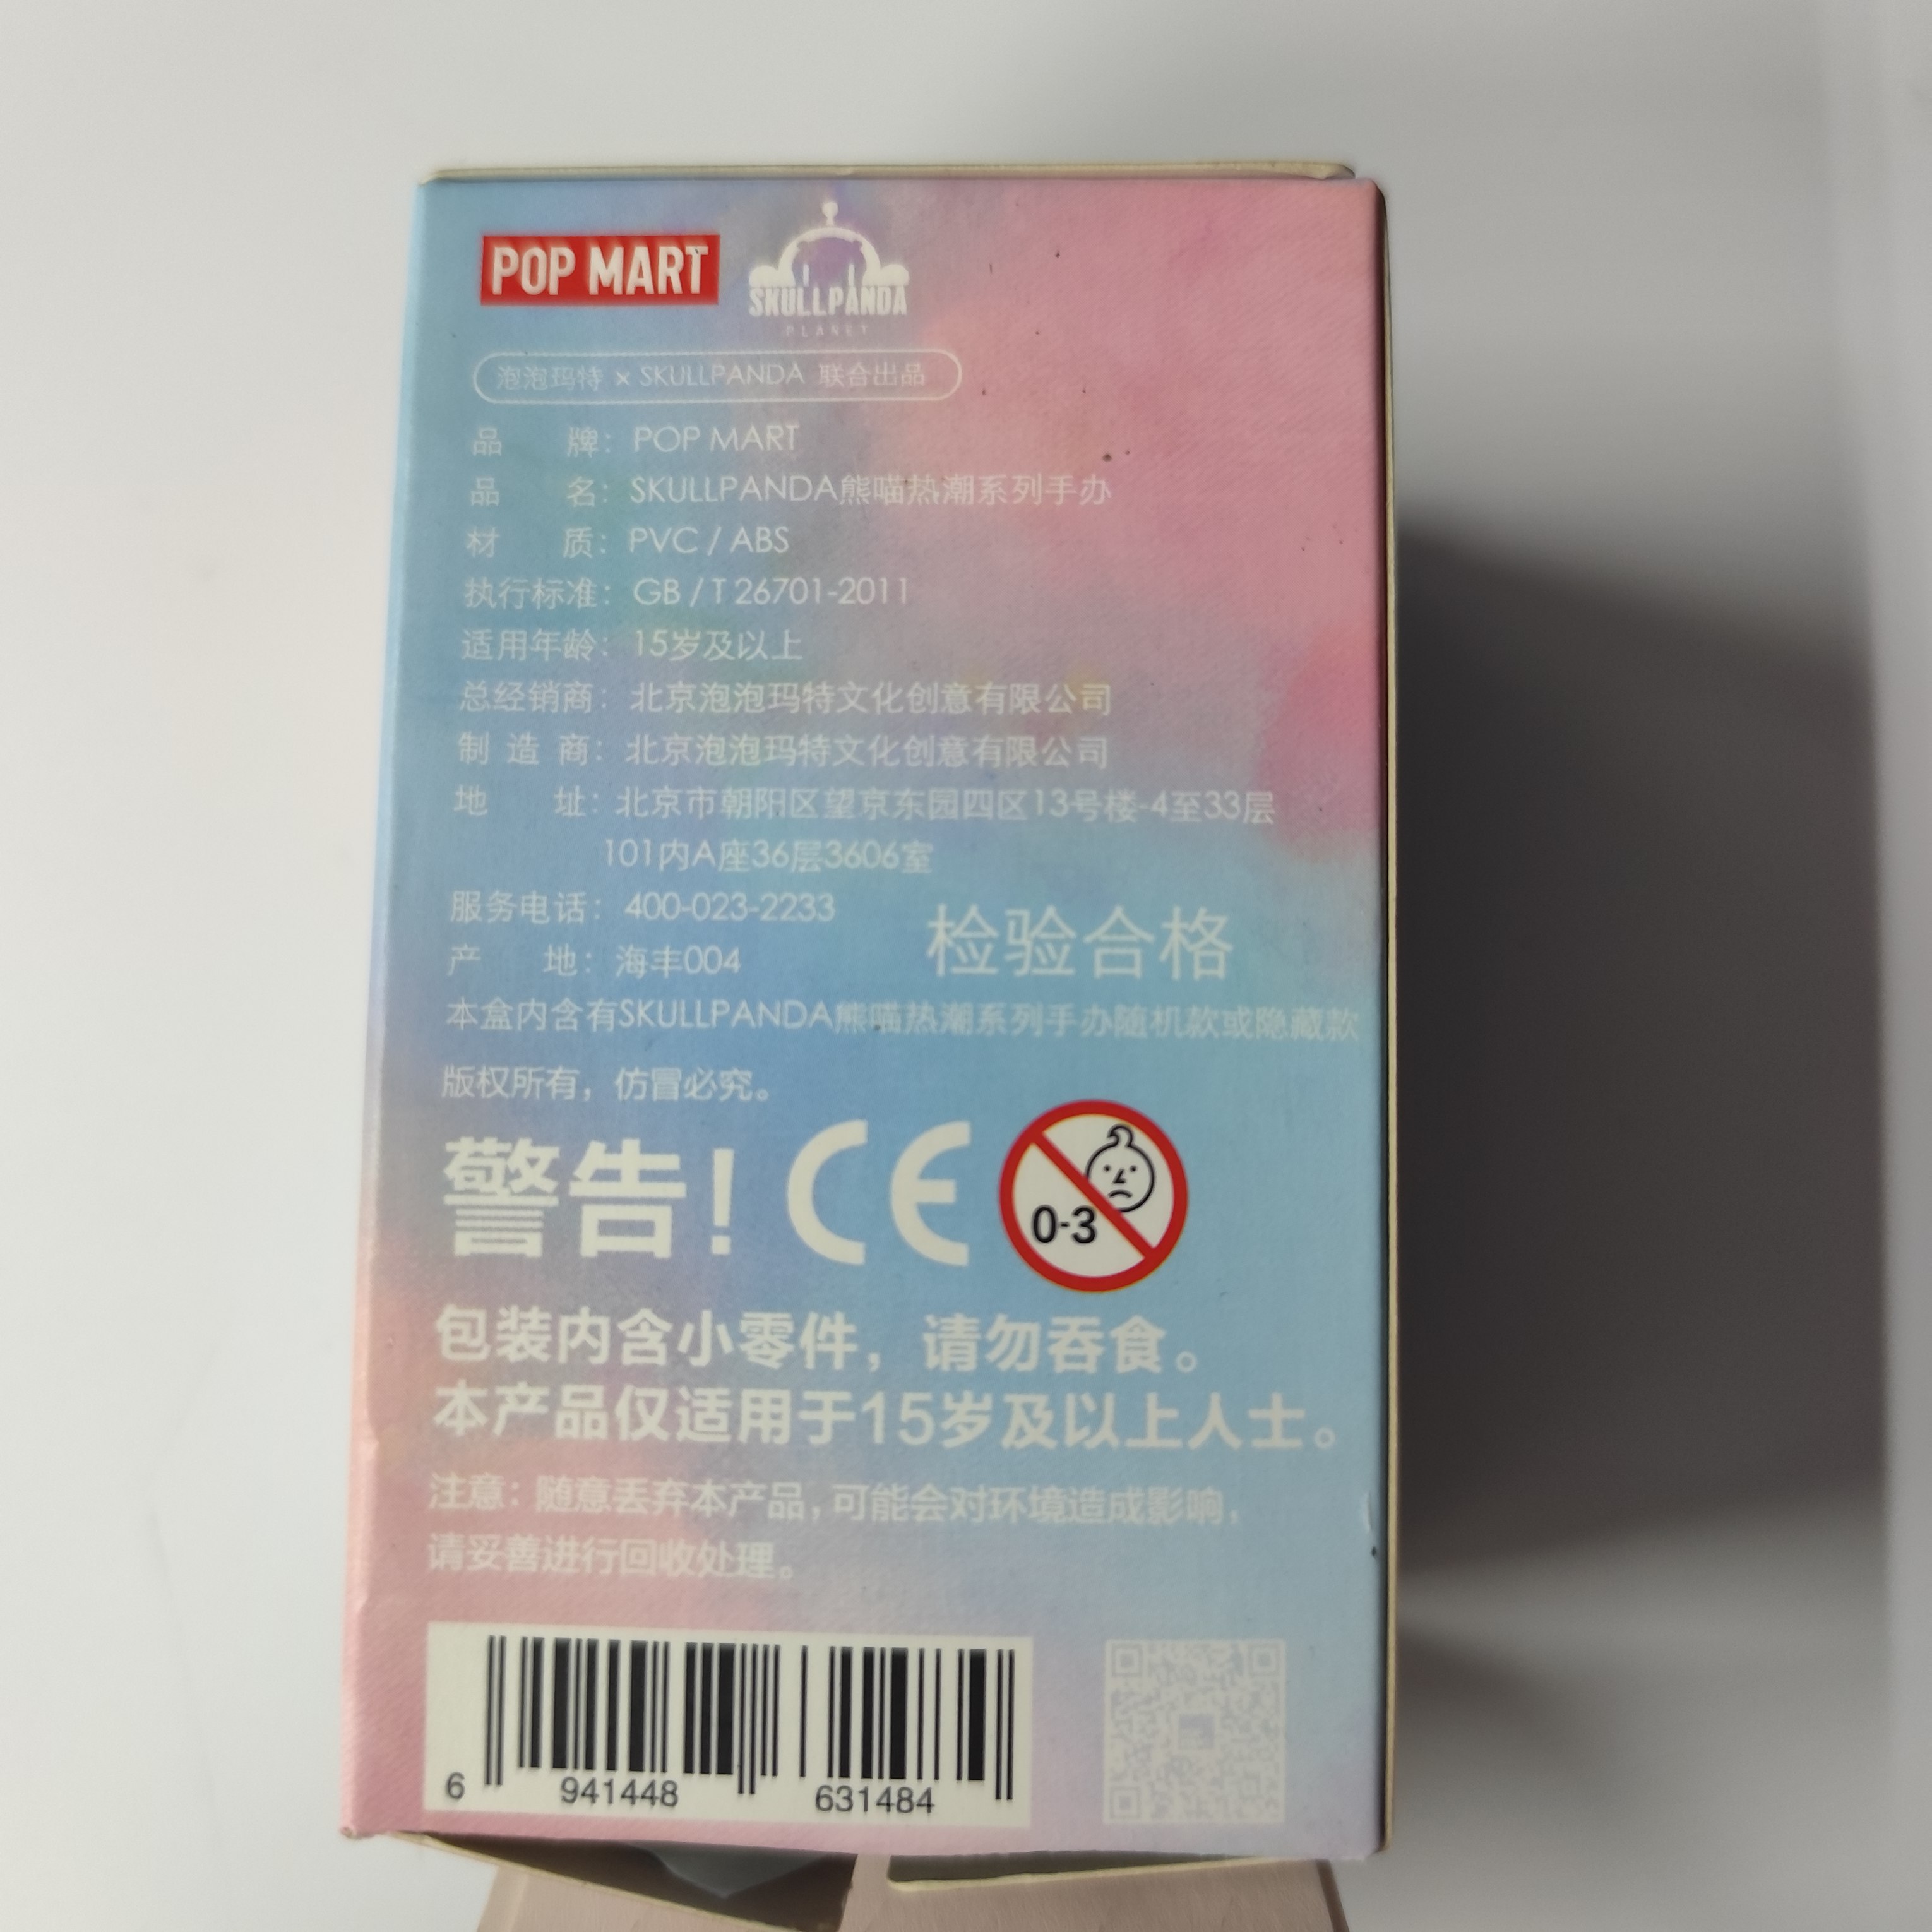 POP MART
SKULLPANDA
PLANET
泡泡玛特 × SKULLPANDA 联合出品
品 牌：POP MART
品 名：SKULLPANDA熊喵热潮系列手办
材 质：PVC / ABS
执行标准：GB / T 26701-2011
适用年龄：15岁及以上
总经销商：北京泡泡玛特文化创意有限公司
制 造 商：北京泡泡玛特文化创意有限公司
地 址：北京市朝阳区望京东园四区13号楼-4至33层
101内A座36层3606室
服务电话：400-023-2233
产 地：海丰004
检验合格
本盒内含有SKULLPANDA熊喵热潮系列手办随机款或隐藏款
版权所有，仿冒必究。
警告！CE
0-3
包装内含小零件，请勿吞食。
本产品仅适用于15岁及以上人士。
注意：随意丢弃本产品，可能会对环境造成影响，
请妥善进行回收处理。
6 941448 631484